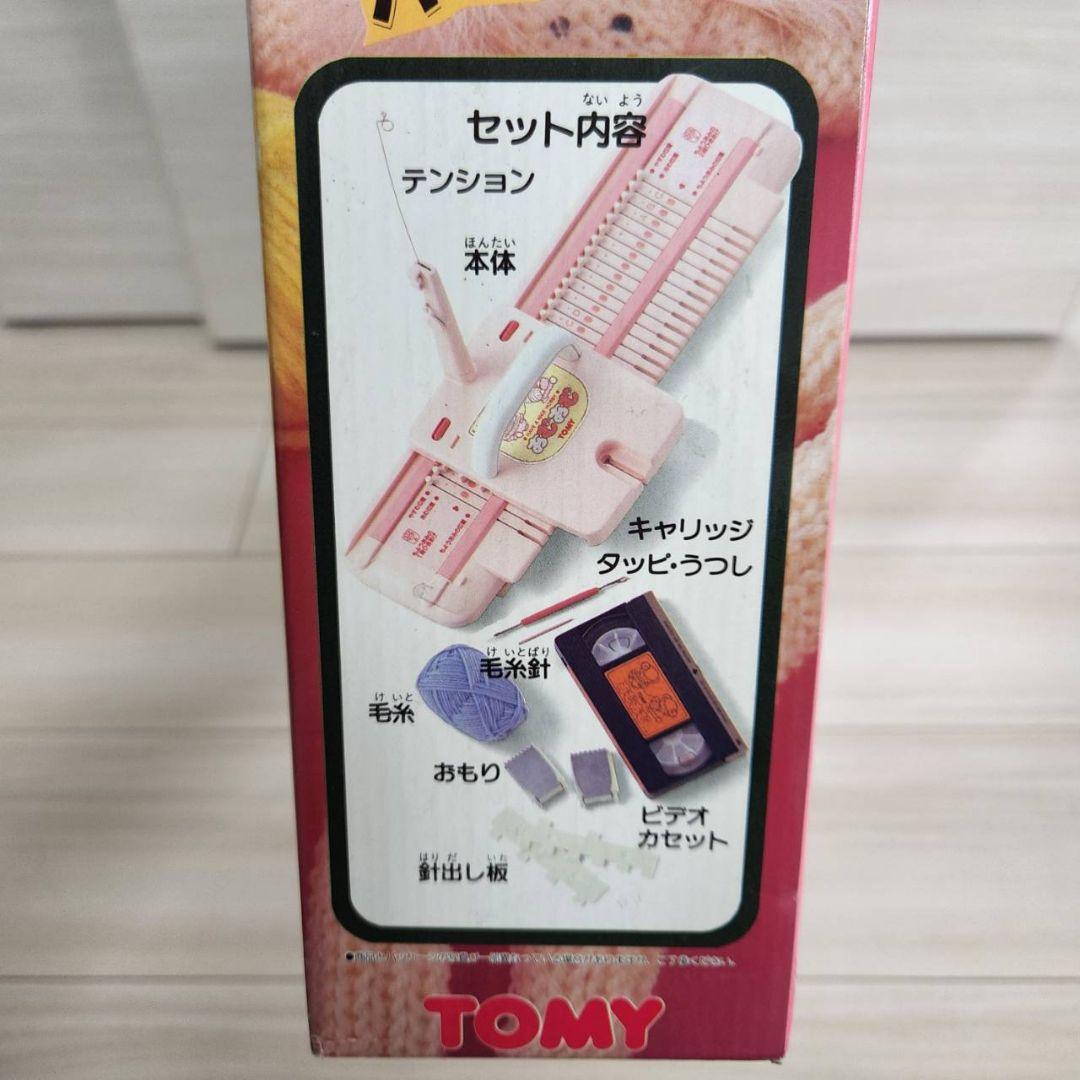 ない よう
セット内容
テンション
ほんたい
本体
TOMY
キャリッジ
タッピ・うつし
け いとばり
毛糸針
け いと
毛糸
おもり
ビデオ
カセット
はり だ いた
針出し板
TOMY